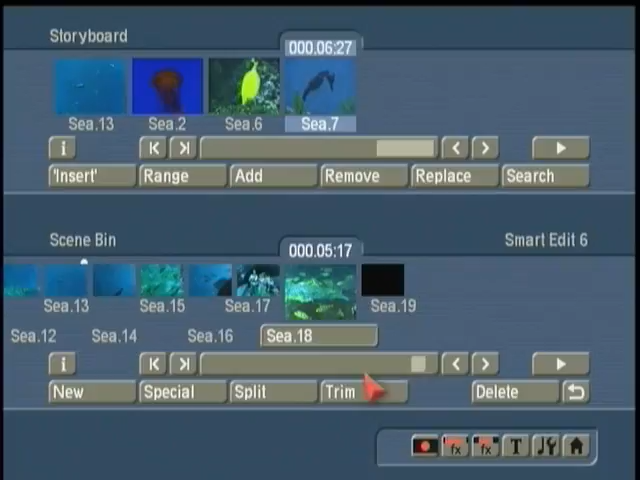 Storyboard
000.06:27
Sea.13 Sea.2 Sea.6 Sea.7
i
'Insert' Range Add Remove Replace Search
Scene Bin
000.05:17
Smart Edit 6
Sea.13 Sea.15 Sea.17 Sea.19
Sea.12 Sea.14 Sea.16 Sea.18
i
New Special Split Trim Delete
fx fx T